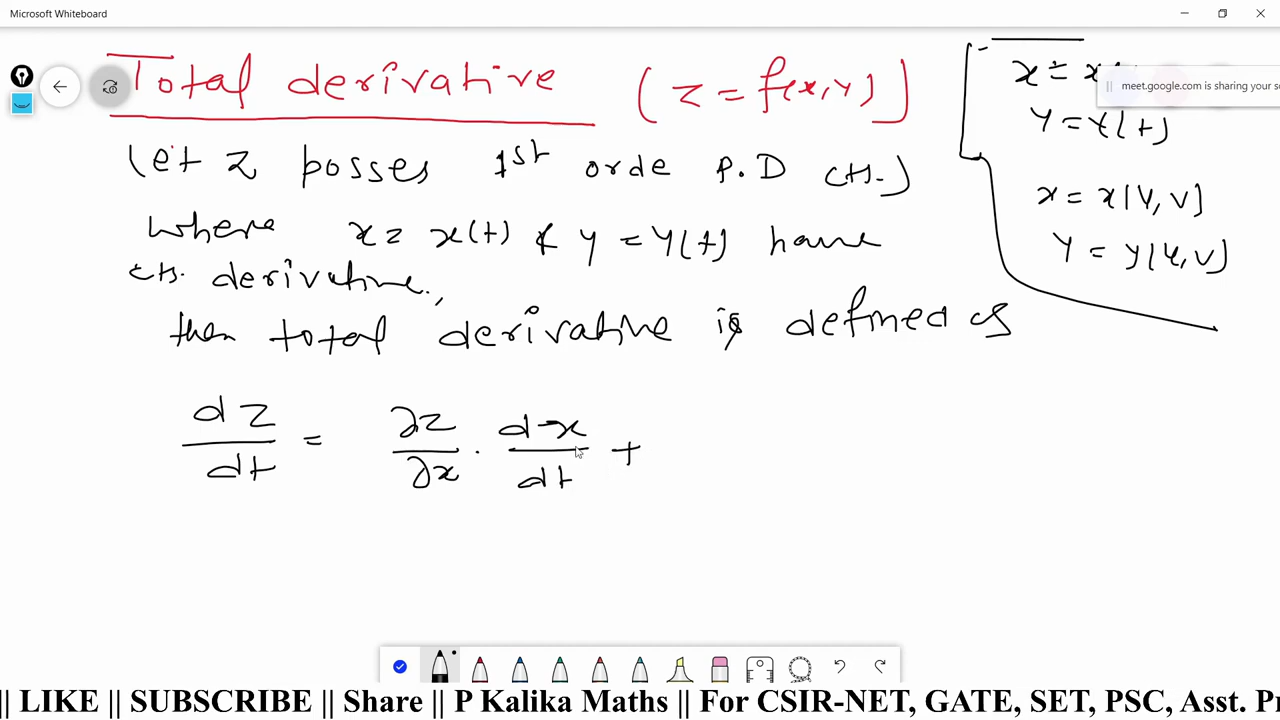 Microsoft Whiteboard
Total derivative (z = f(x,y)]
(let z posses 1st orde P.D cts.)
where x = x(t) & y = y(t) have
cts. derivative,
then total derivative is defined as
dz/dt = ∂z/∂x · dx/dt +
x = x
meet.google.com is sharing your s
y = y(t)
x = x(u, v)
y = y(u, v)
|| LIKE || SUBSCRIBE || Share || P Kalika Maths || For CSIR-NET, GATE, SET, PSC, Asst. P